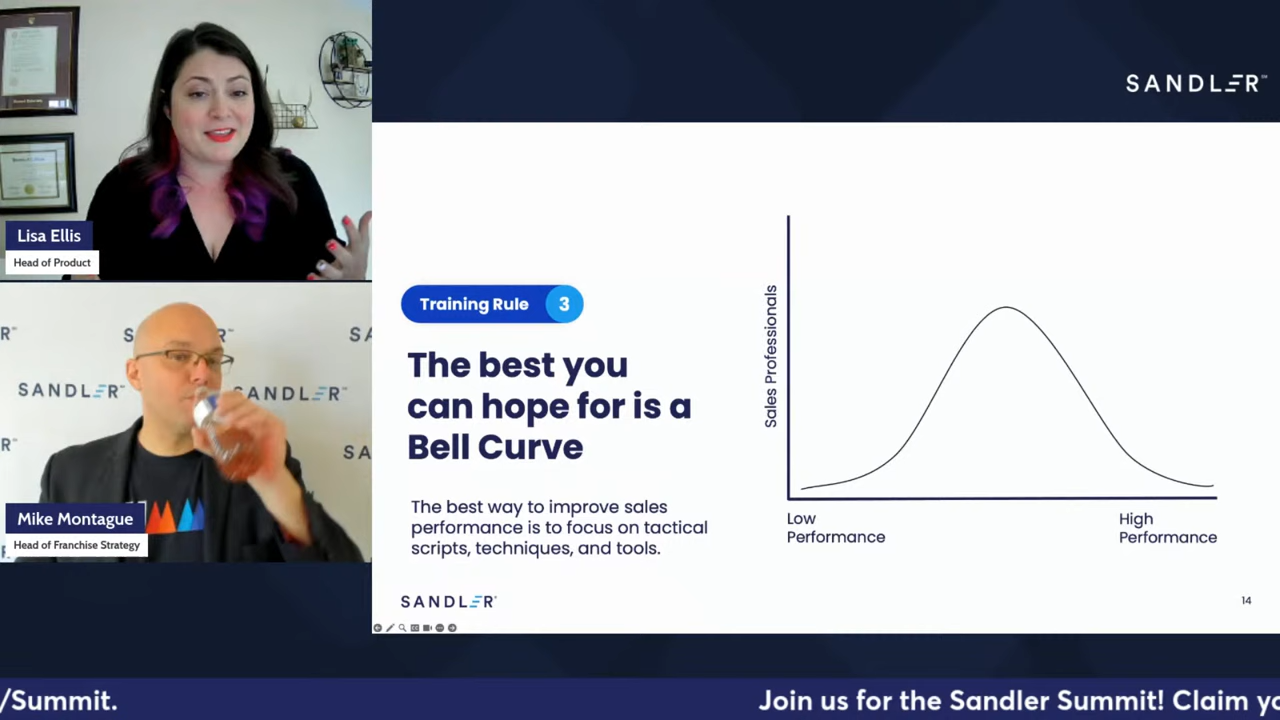 Lisa Ellis
Head of Product
SANDLER
SANDLER
Mike Montague
Head of Franchise Strategy
SANDLER™
Training Rule 3
The best you
can hope for is a
Bell Curve
The best way to improve sales
performance is to focus on tactical
scripts, techniques, and tools.
Sales Professionals
Low
Performance
High
Performance
SANDLER
14
/Summit.
Join us for the Sandler Summit! Claim yo